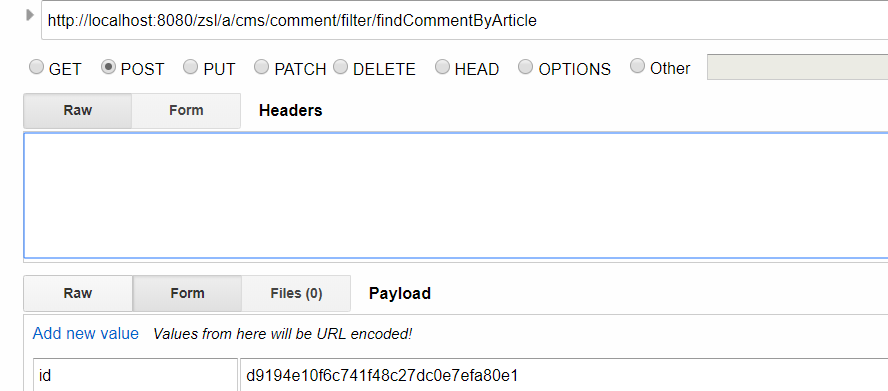 http://localhost:8080/zsl/a/cms/comment/filter/findCommentByArticle
GET POST PUT PATCH DELETE HEAD OPTIONS Other
Raw Form Headers
Raw Form Files (0) Payload
Add new value Values from here will be URL encoded!
id d9194e10f6c741f48c27dc0e7efa80e1